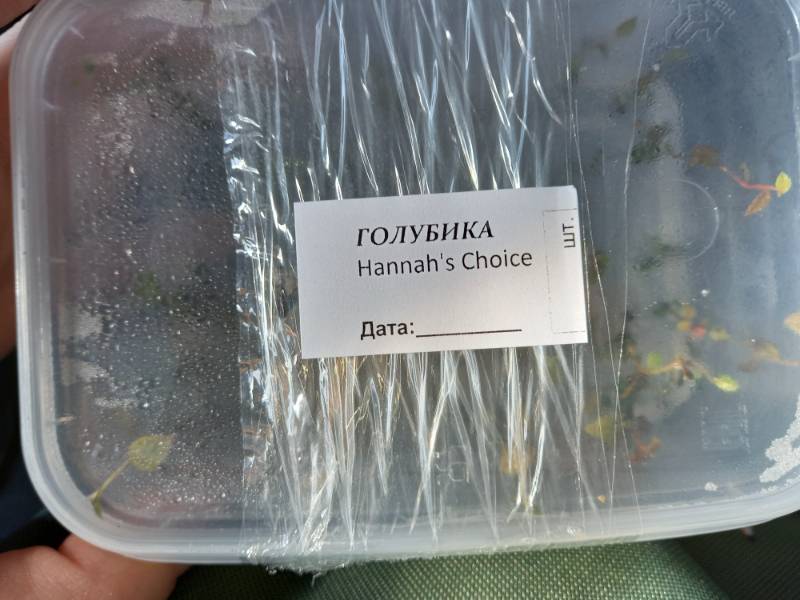 ГОЛУБИКА
Hannah's Choice
шт.
Дата:__________